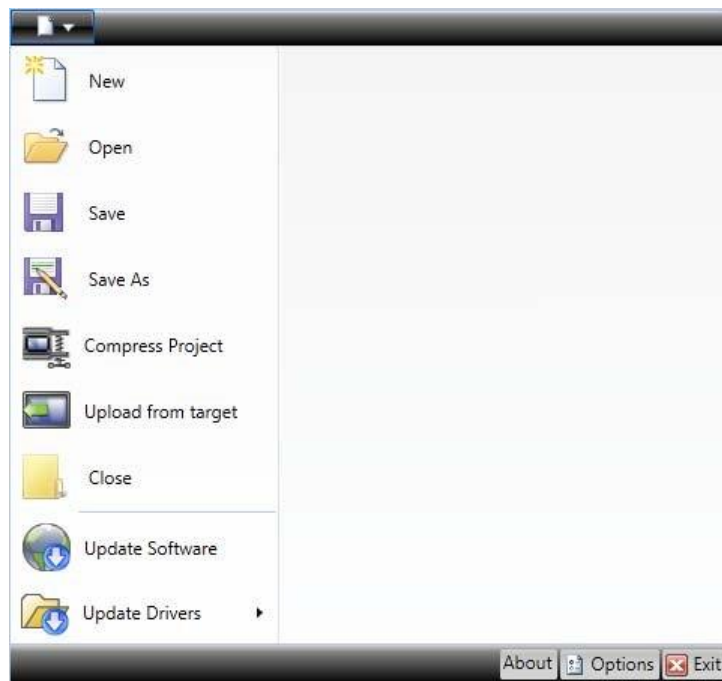 New
Open
Save
Save As
Compress Project
Upload from target
Close
Update Software
Update Drivers
About Options Exit